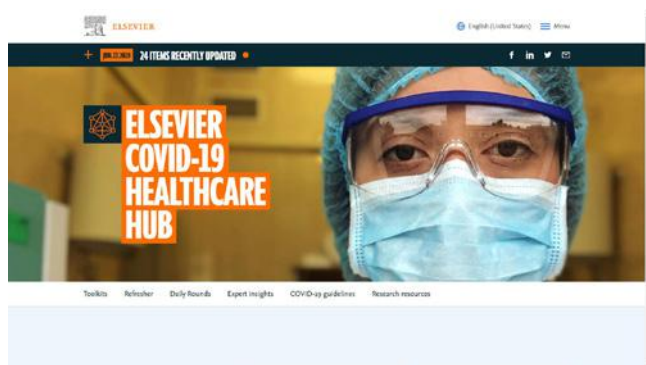 ELSEVIER
English (United States) Menu
24 ITEMS RECENTLY UPDATED
f in
ELSEVIER
COVID-19
HEALTHCARE
HUB
Toolkits Refresher Daily Rounds Expert insights COVID-19 guidelines Research resources